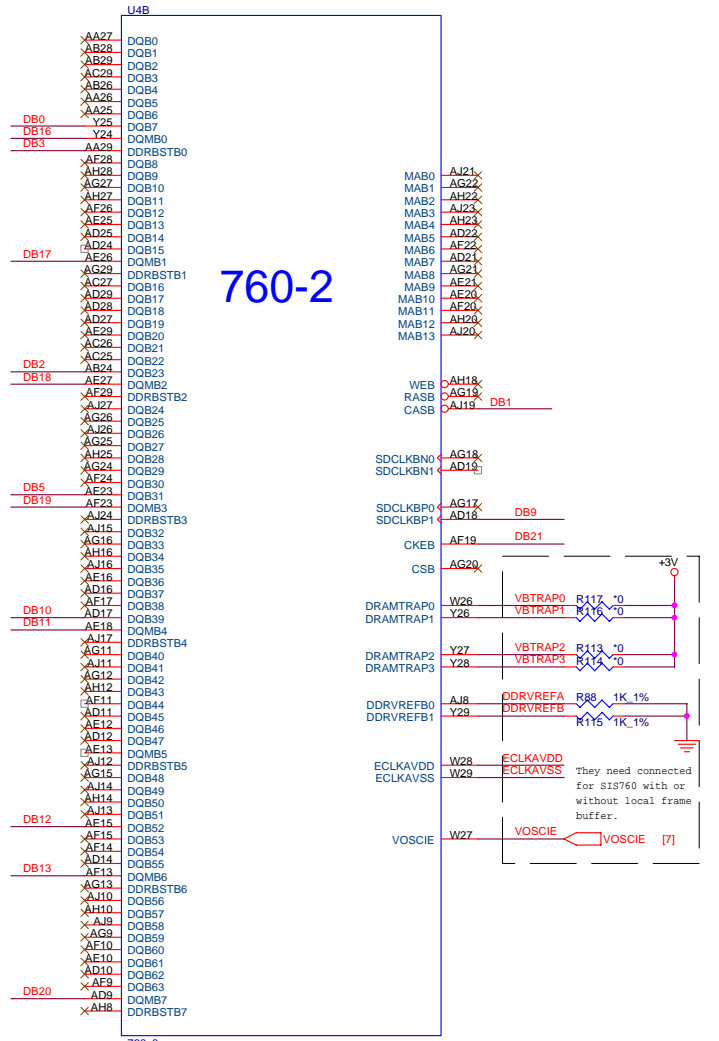 U4B
AA27 DQB0
AB28 DQB1
AB29 DQB2
AC29 DQB3
AB26 DQB4
AA26 DQB5
AA25 DQB6
DB0 Y25 DQB7
DB16 Y24 DQMB0
DB3 AA29 DDRBSTB0
AF28 DQB8
AH28 DQB9
AG27 DQB10
AH27 DQB11
AF26 DQB12
AE25 DQB13
AD25 DQB14
AD24 DQB15
DB17 AE26 DQMB1
AG29 DDRBSTB1
AC27 DQB16
AD29 DQB17
AD28 DQB18
AD27 DQB19
AE29 DQB20
AC26 DQB21
AC25 DQB22
DB2 AB24 DQB23
DB18 AE27 DQMB2
AF29 DDRBSTB2
AJ27 DQB24
AG26 DQB25
AJ26 DQB26
AG25 DQB27
AH25 DQB28
AG24 DQB29
AF24 DQB30
DB5 AE23 DQB31
DB19 AF23 DQMB3
AJ24 DDRBSTB3
AJ15 DQB32
AG16 DQB33
AH16 DQB34
AJ16 DQB35
AE16 DQB36
AD16 DQB37
AF17 DQB38
DB10 AD17 DQB39
DB11 AE18 DQMB4
AJ17 DDRBSTB4
AG11 DQB40
AJ11 DQB41
AG12 DQB42
AH12 DQB43
AF11 DQB44
AD11 DQB45
AE12 DQB46
AD12 DQB47
AE13 DQMB5
AJ12 DDRBSTB5
AG15 DQB48
AJ14 DQB49
AH14 DQB50
AJ13 DQB51
DB12 AE15 DQB52
AF15 DQB53
AF14 DQB54
AD14 DQB55
DB13 AF13 DQMB6
AG13 DDRBSTB6
AJ10 DQB56
AH10 DQB57
AJ9 DQB58
AG9 DQB59
AF10 DQB60
AE10 DQB61
AD10 DQB62
AF9 DQB63
DB20 AD9 DQMB7
AH8 DDRBSTB7
760-2
MAB0 AJ21
MAB1 AG22
MAB2 AH22
MAB3 AJ23
MAB4 AH23
MAB5 AD22
MAB6 AF22
MAB7 AD21
MAB8 AG21
MAB9 AE21
MAB10 AE20
MAB11 AF20
MAB12 AH20
MAB13 AJ20
WEB AH18
RASB AG19
CASB AJ19 DB1
SDCLKBN0 AG18
SDCLKBN1 AD19
SDCLKBP0 AG17
SDCLKBP1 AD18 DB9
CKEB AF19 DB21
CSB AG20
+3V
DRAMTRAP0 W26 VBTRAP0 R117 *0
DRAMTRAP1 Y26 VBTRAP1 R116 *0
DRAMTRAP2 Y27 VBTRAP2 R113 *0
DRAMTRAP3 Y28 VBTRAP3 R114 *0
DDRVREFB0 AJ8 DDRVREFA R88 1K_1%
DDRVREFB1 Y29 DDRVREFB R115 1K_1%
ECLKAVDD W28 ECLKAVDD
ECLKAVSS W29 ECLKAVSS
They need connected
for SIS760 with or
without local frame
buffer.
VOSCIE W27 VOSCIE VOSCIE [7]